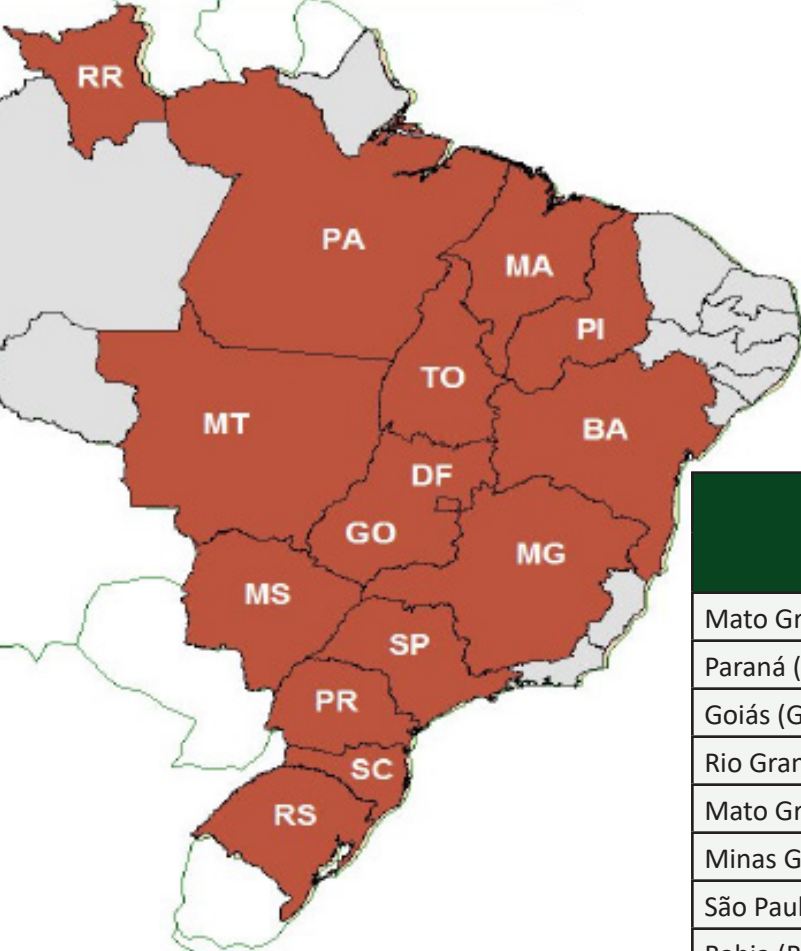 RR
PA
MA
PI
TO
MT
BA
DF
GO
MG
MS
SP
PR
SC
RS
Mato Gr
Paraná (
Goiás (G
Rio Gran
Mato Gr
Minas G
São Paul